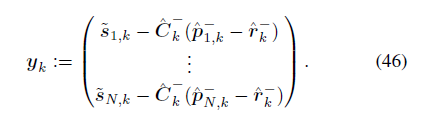 y_k := ( s̃_{1,k} − Ĉ_k^−(p̂_{1,k}^− − r̂_k^−)
⋮
s̃_{N,k} − Ĉ_k^−(p̂_{N,k}^− − r̂_k^−) ) . (46)